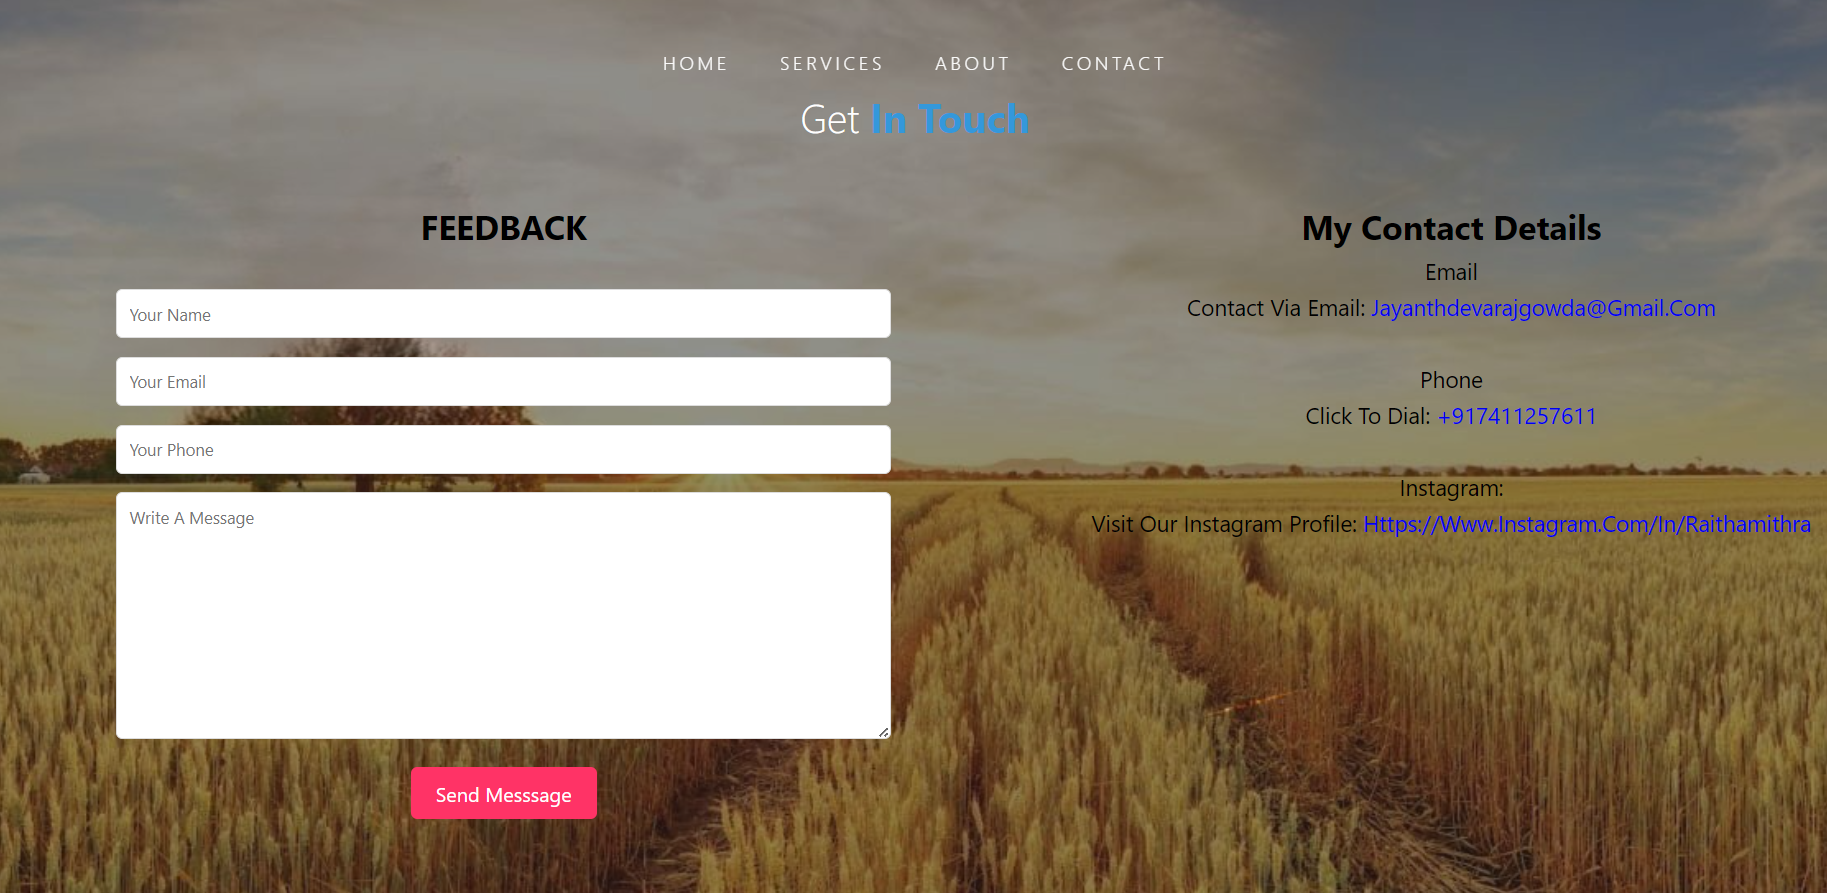 HOME SERVICES ABOUT CONTACT
Get In Touch
FEEDBACK
Your Name
Your Email
Your Phone
Write A Message
Send Messsage
My Contact Details
Email
Contact Via Email: Jayanthdevarajgowda@Gmail.Com
Phone
Click To Dial: +917411257611
Instagram:
Visit Our Instagram Profile: Https://Www.Instagram.Com/In/Raithamithra